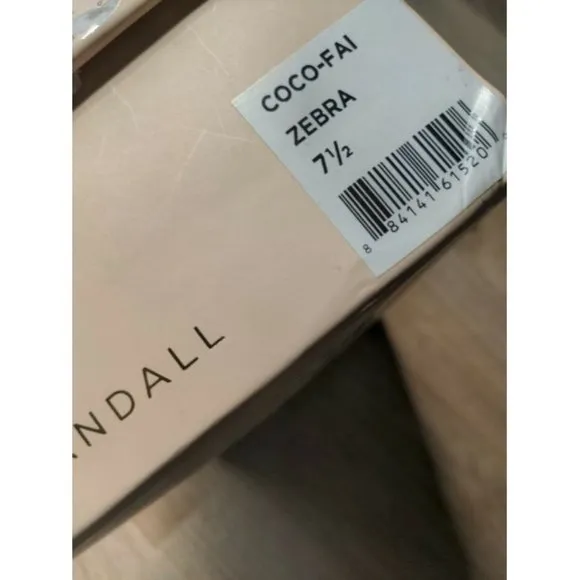 COCO-FAI
ZEBRA
7½
8 84141 61520
NDALL